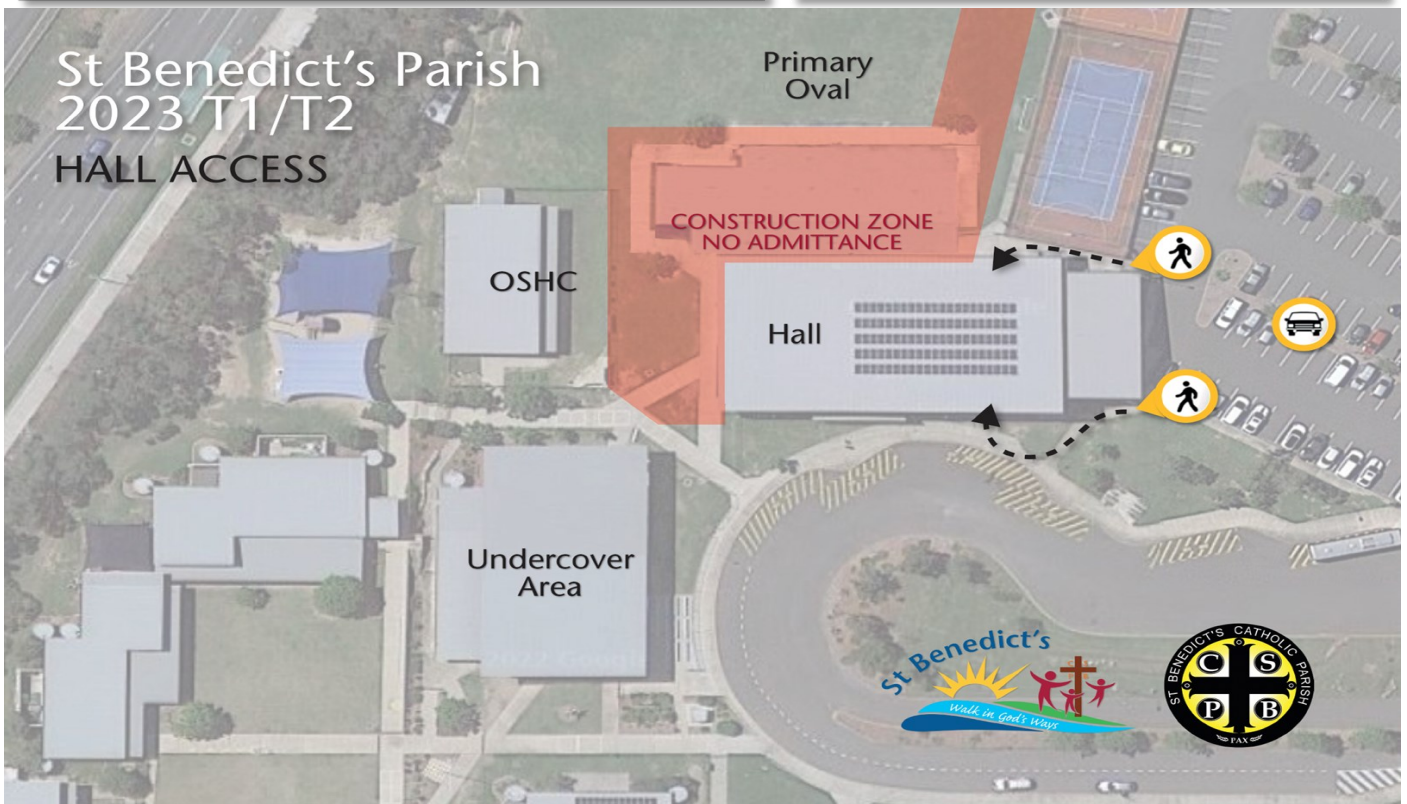 St Benedict's Parish
2023 T1/T2
HALL ACCESS
Primary
Oval
CONSTRUCTION ZONE
NO ADMITTANCE
OSHC
Hall
Undercover
Area
St Benedict's
Walk in God's Ways
ST BENEDICT'S CATHOLIC PARISH
C S
P B
PAX